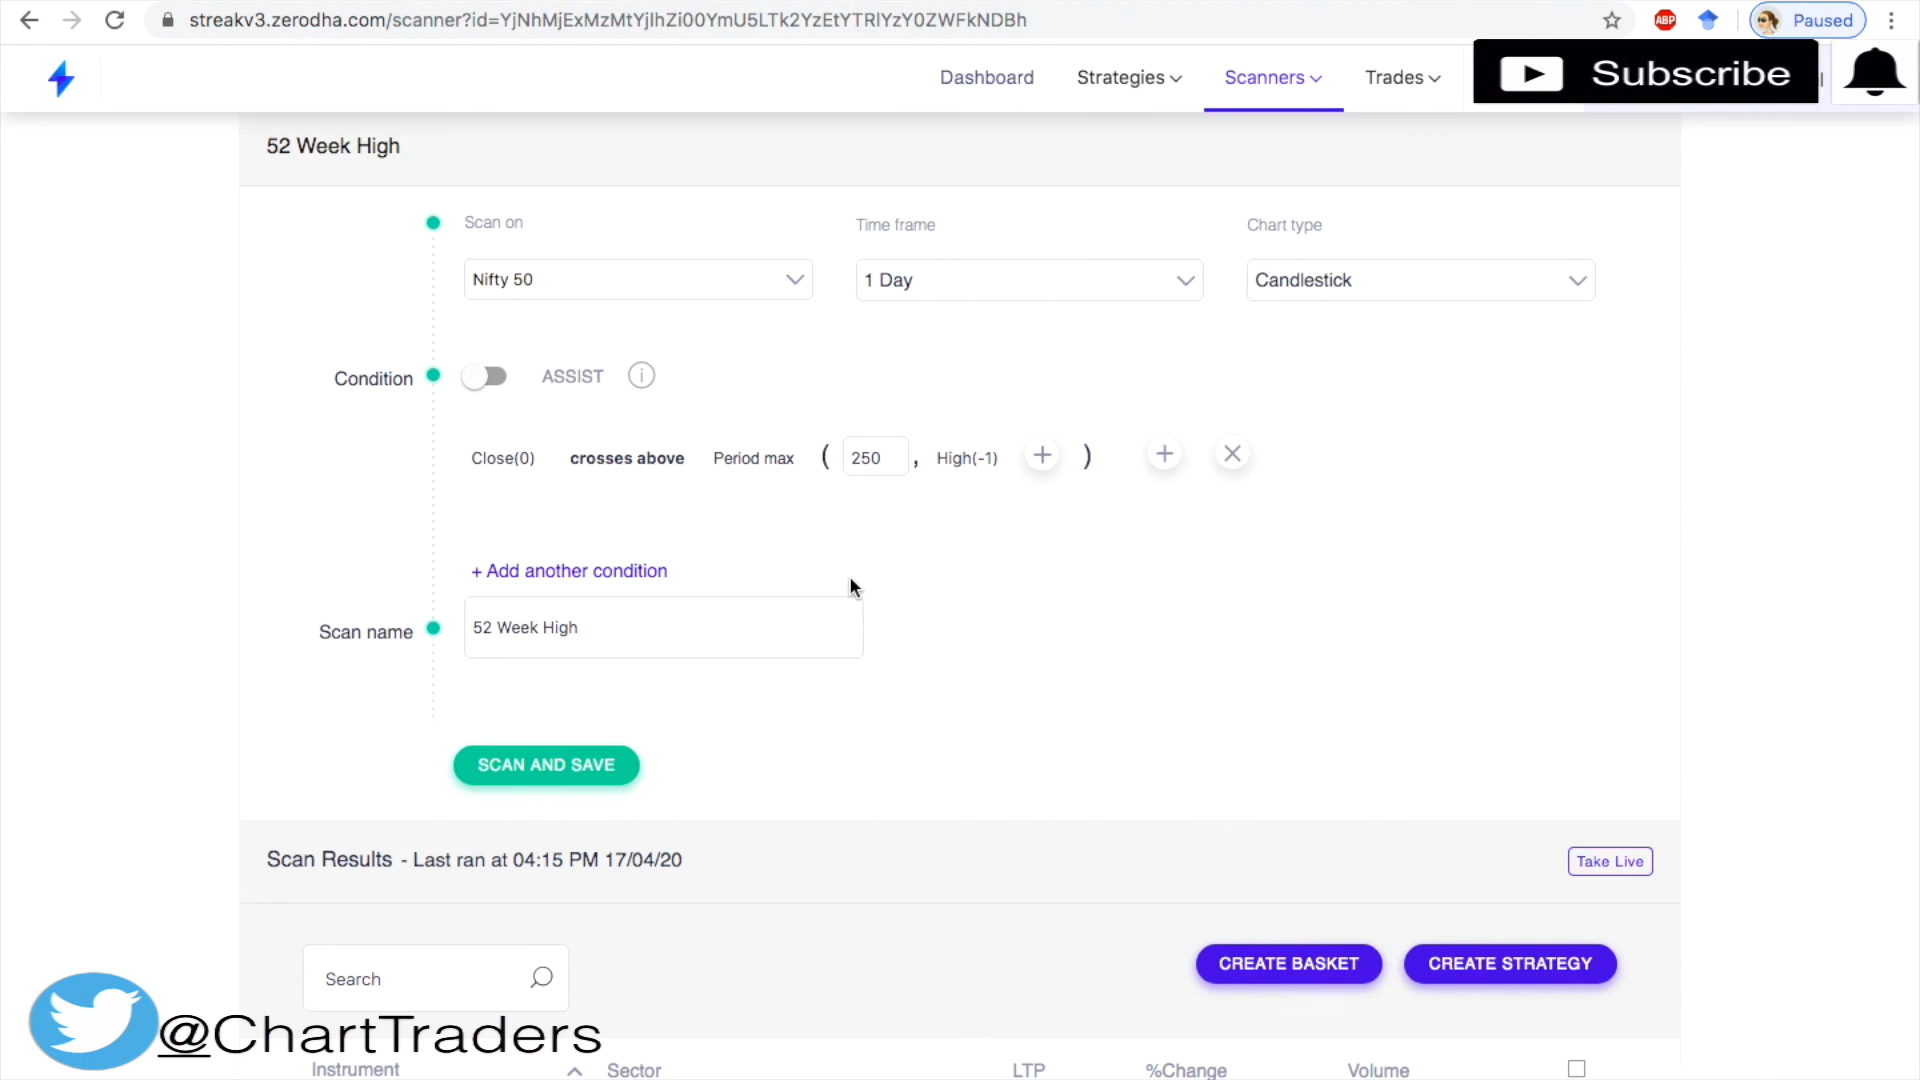 streakv3.zerodha.com/scanner?id=YjNhMjExMzMtYjlhZi00YmU5LTk2YzEtYTRlYzY0ZWFkNDBh
ABP
Paused
Dashboard
Strategies
Scanners
Trades
Subscribe
52 Week High
Scan on
Time frame
Chart type
Nifty 50
1 Day
Candlestick
Condition
ASSIST
Close(0) crosses above Period max ( 250 , High(-1) + ) +
+ Add another condition
Scan name
52 Week High
SCAN AND SAVE
Scan Results - Last ran at 04:15 PM 17/04/20
Take Live
Search
CREATE BASKET
CREATE STRATEGY
@ChartTraders
Instrument
Sector
LTP
%Change
Volume